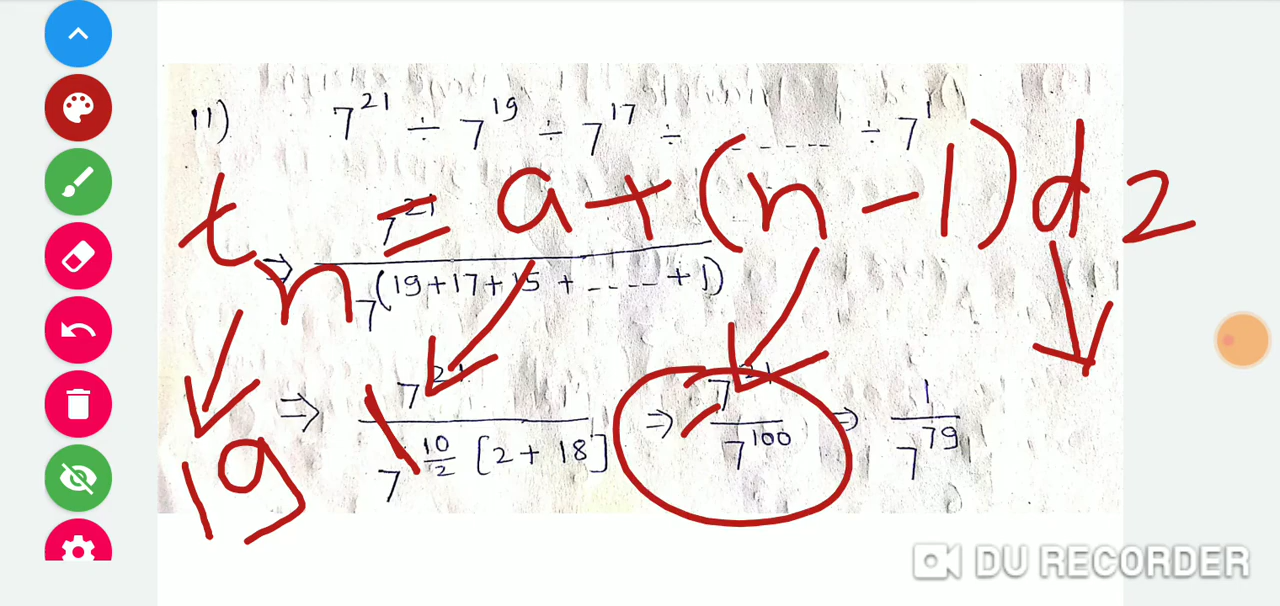 11) 7^21 ÷ 7^19 ÷ 7^17 ÷ ------ ÷ 7^1
tn = a + (n - 1) d 2
⇒ 7^21 / 7^(19+17+15+----+1)
⇒ 7^21 / 7^10/2 [2+18] ⇒ 7^21 / 7^100 ⇒ 1 / 7^79
19 1
DU RECORDER